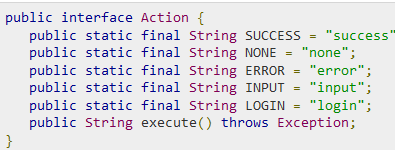 public interface Action {
public static final String SUCCESS = "success"
public static final String NONE = "none";
public static final String ERROR = "error";
public static final String INPUT = "input";
public static final String LOGIN = "login";
public String execute() throws Exception;
}